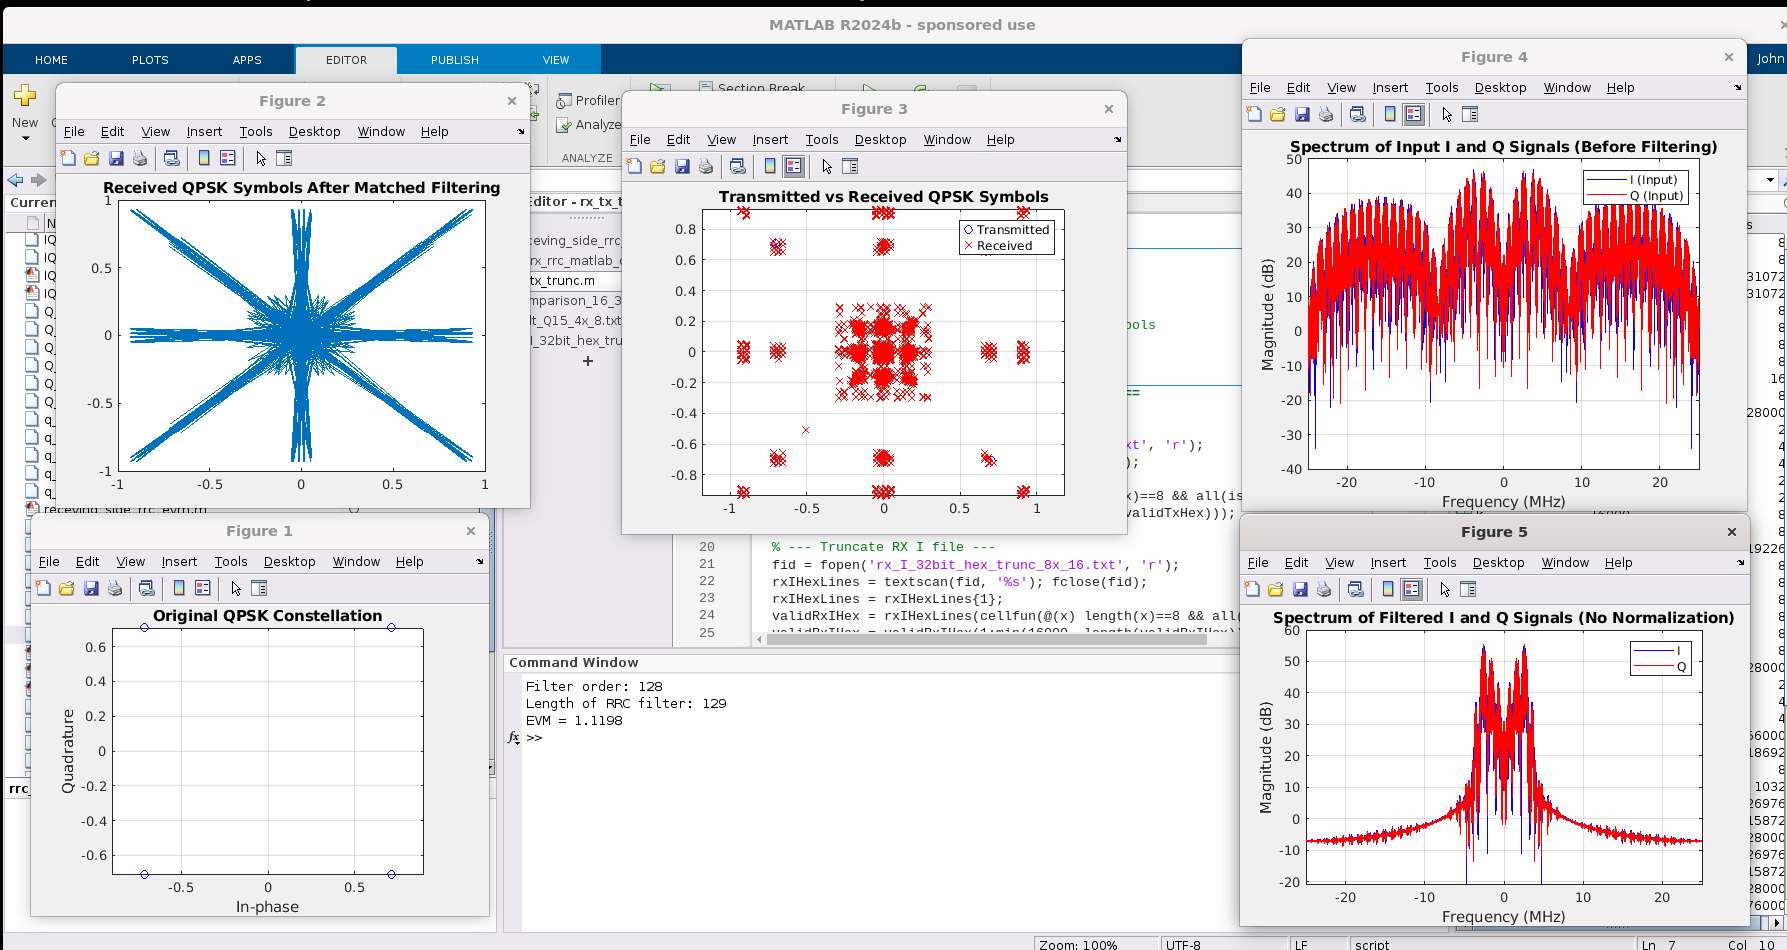 MATLAB R2024b - sponsored use
HOME PLOTS APPS EDITOR PUBLISH VIEW
John
New
Profiler
Analyze
ANALYZE
Section Break
Figure 2
File Edit View Insert Tools Desktop Window Help
Received QPSK Symbols After Matched Filtering
1
0.5
0
-0.5
-1
-1 -0.5 0 0.5 1
Figure 3
File Edit View Insert Tools Desktop Window Help
Transmitted vs Received QPSK Symbols
Transmitted
Received
0.8
0.6
0.4
0.2
0
-0.2
-0.4
-0.6
-0.8
-1 -0.5 0 0.5 1
Figure 4
File Edit View Insert Tools Desktop Window Help
Spectrum of Input I and Q Signals (Before Filtering)
I (Input)
Q (Input)
50
40
30
20
10
0
-10
-20
-30
-40
Magnitude (dB)
-20 -10 0 10 20
Frequency (MHz)
Figure 1
File Edit View Insert Tools Desktop Window Help
Original QPSK Constellation
0.6
0.4
0.2
0
-0.2
-0.4
-0.6
Quadrature
-0.5 0 0.5
In-phase
Figure 5
File Edit View Insert Tools Desktop Window Help
Spectrum of Filtered I and Q Signals (No Normalization)
I
Q
60
50
40
30
20
10
0
-10
-20
Magnitude (dB)
-20 -10 0 10 20
Frequency (MHz)
Editor - rx_tx_t
ceving_side_rrc_
rx_rrc_matlab_c
tx_trunc.m
mparison_16_3
lt_Q15_4x_8.txt
I_32bit_hex_tru
receving_side_rrc_evm.m
bols
==
xt', 'r');
);
x)==8 && all(is
validTxHex)));
20 % --- Truncate RX I file ---
21 fid = fopen('rx_I_32bit_hex_trunc_8x_16.txt', 'r');
22 rxIHexLines = textscan(fid, '%s'); fclose(fid);
23 rxIHexLines = rxIHexLines{1};
24 validRxIHex = rxIHexLines(cellfun(@(x) length(x)==8 && all(
25 validRxIHex = validRxIHex(1:min(16000, length(validRxIHex)
Command Window
Filter order: 128
Length of RRC filter: 129
EVM = 1.1198
fx >>
Zoom: 100% UTF-8 LF script Ln 7 Col 10